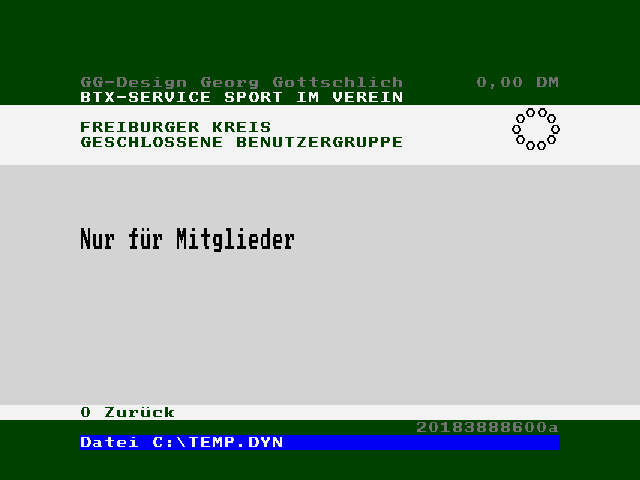 GG-Design Georg Gottschlich 0,00 DM
BTX-SERVICE SPORT IM VEREIN
FREIBURGER KREIS
GESCHLOSSENE BENUTZERGRUPPE
Nur für Mitglieder
0 Zurück
20183888600a
Datei C:\TEMP.DYN